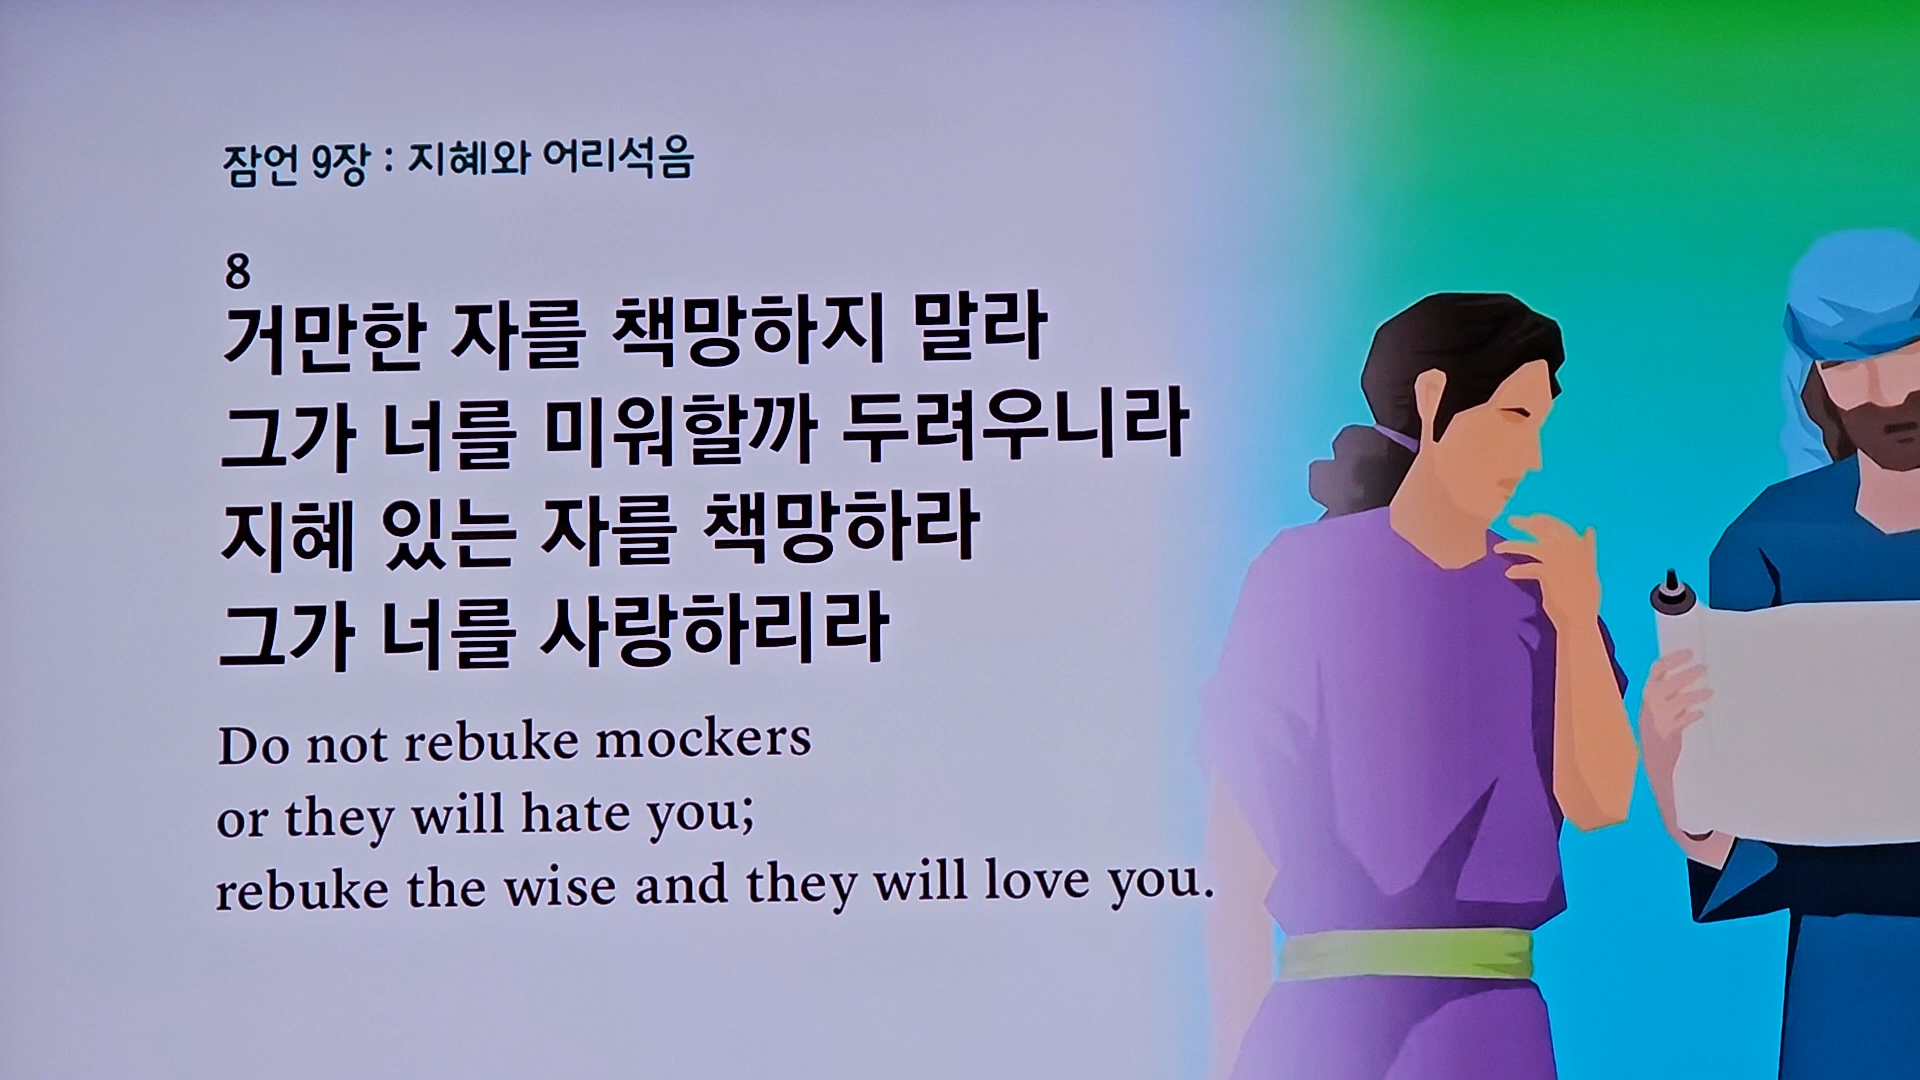 잠언 9장 : 지혜와 어리석음
8
거만한 자를 책망하지 말라
그가 너를 미워할까 두려우니라
지혜 있는 자를 책망하라
그가 너를 사랑하리라
Do not rebuke mockers
or they will hate you;
rebuke the wise and they will love you.